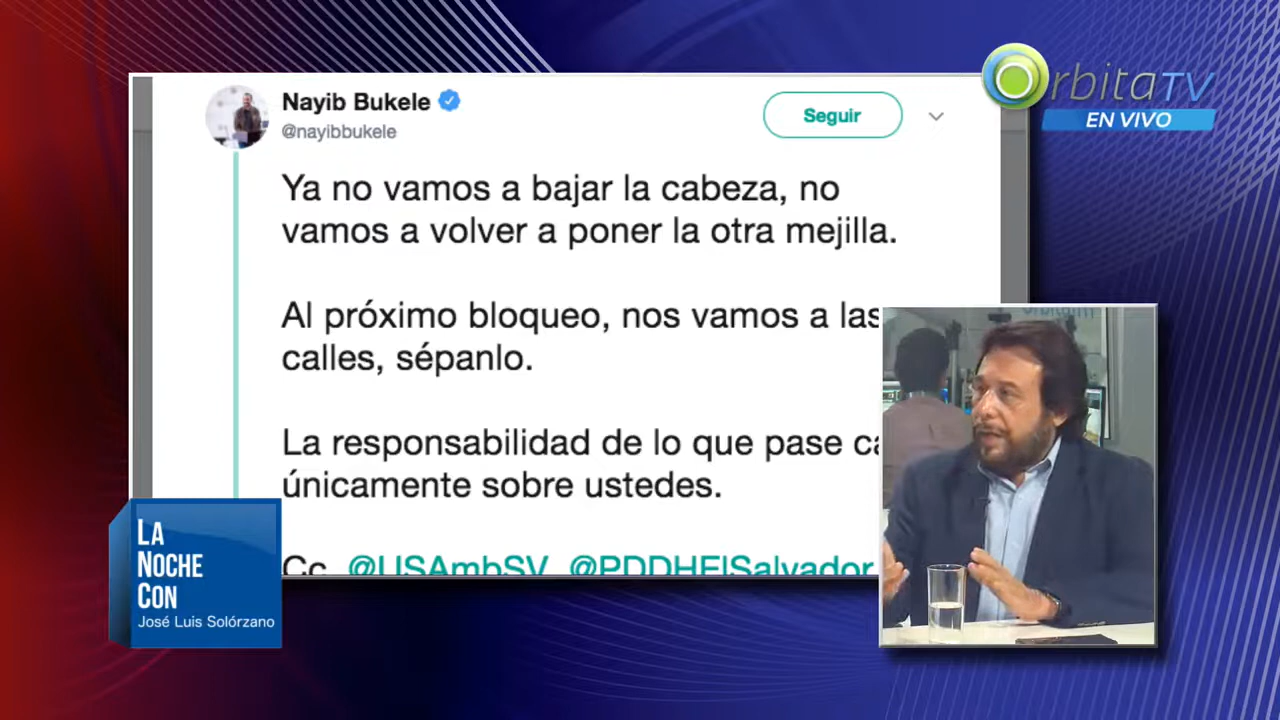 Nayib Bukele
@nayibbukele
Seguir
Ya no vamos a bajar la cabeza, no
vamos a volver a poner la otra mejilla.
Al próximo bloqueo, nos vamos a las
calles, sépanlo.
La responsabilidad de lo que pase
únicamente sobre ustedes.
Cc. @USAmbSV @PDDHElSalvador
OrbitaTV
EN VIVO
LA
NOCHE
CON
José Luis Solórzano